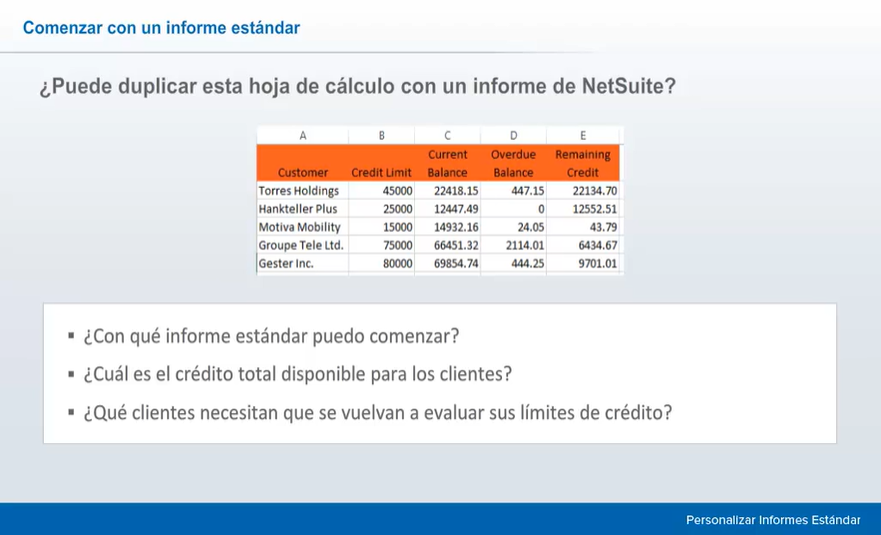 Comenzar con un informe estándar
¿Puede duplicar esta hoja de cálculo con un informe de NetSuite?
A B C D E
Current Overdue Remaining
Customer Credit Limit Balance Balance Credit
Torres Holdings 45000 22418.15 447.15 22134.70
Hankteller Plus 25000 12447.49 0 12552.51
Motiva Mobility 15000 14932.16 24.05 43.79
Groupe Tele Ltd. 75000 66451.32 2114.01 6434.67
Gester Inc. 80000 69854.74 444.25 9701.01
▪ ¿Con qué informe estándar puedo comenzar?
▪ ¿Cuál es el crédito total disponible para los clientes?
▪ ¿Qué clientes necesitan que se vuelvan a evaluar sus límites de crédito?
Personalizar Informes Estándar